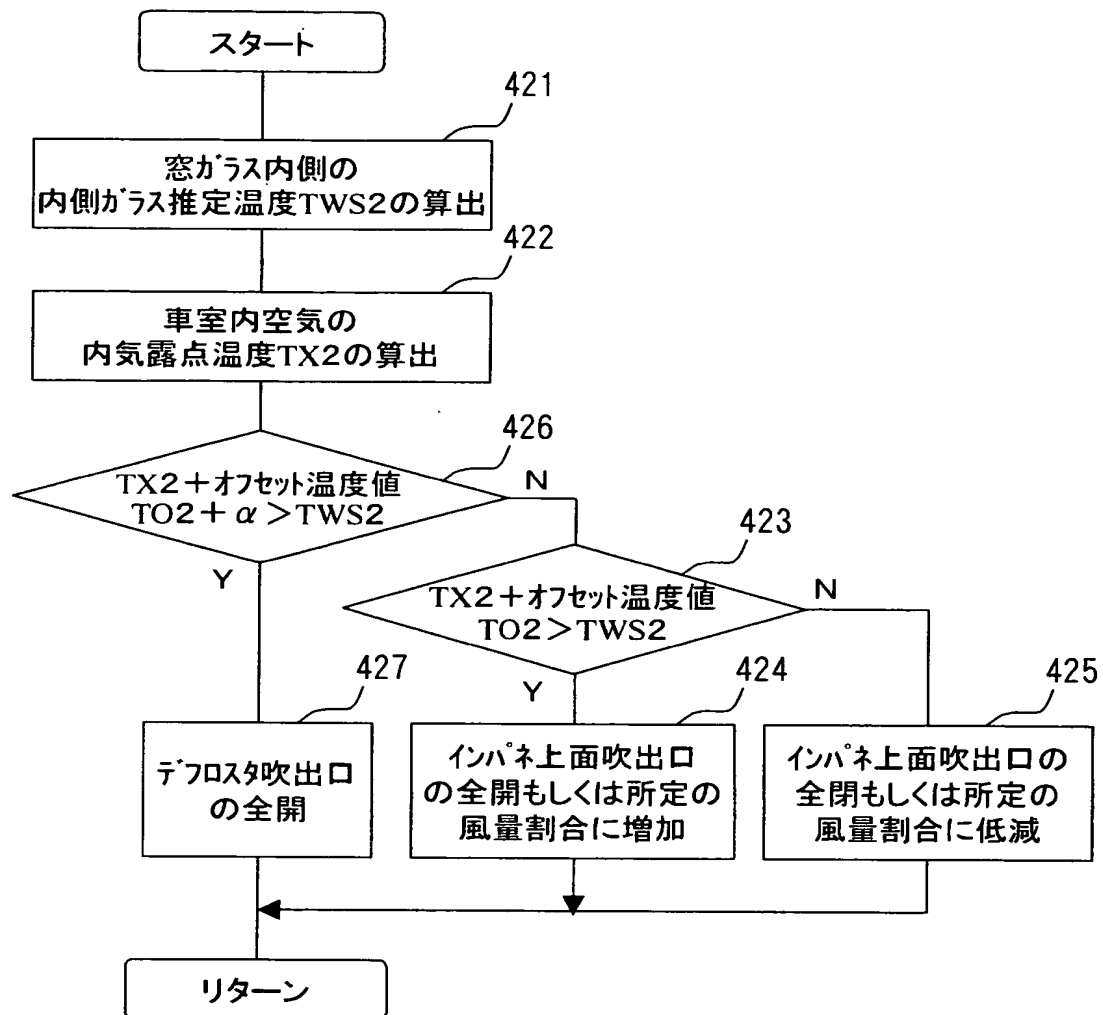 スタート
421
窓ガラス内側の
内側ガラス推定温度TWS2の算出
422
車室内空気の
内気露点温度TX2の算出
426
TX2+オフセット温度値
TO2+α>TWS2
N
Y
423
TX2+オフセット温度値
TO2>TWS2
N
Y
427
デフロスタ吹出口
の全開
424
インパネ上面吹出口
の全開もしくは所定の
風量割合に増加
425
インパネ上面吹出口の
全閉もしくは所定の
風量割合に低減
リターン